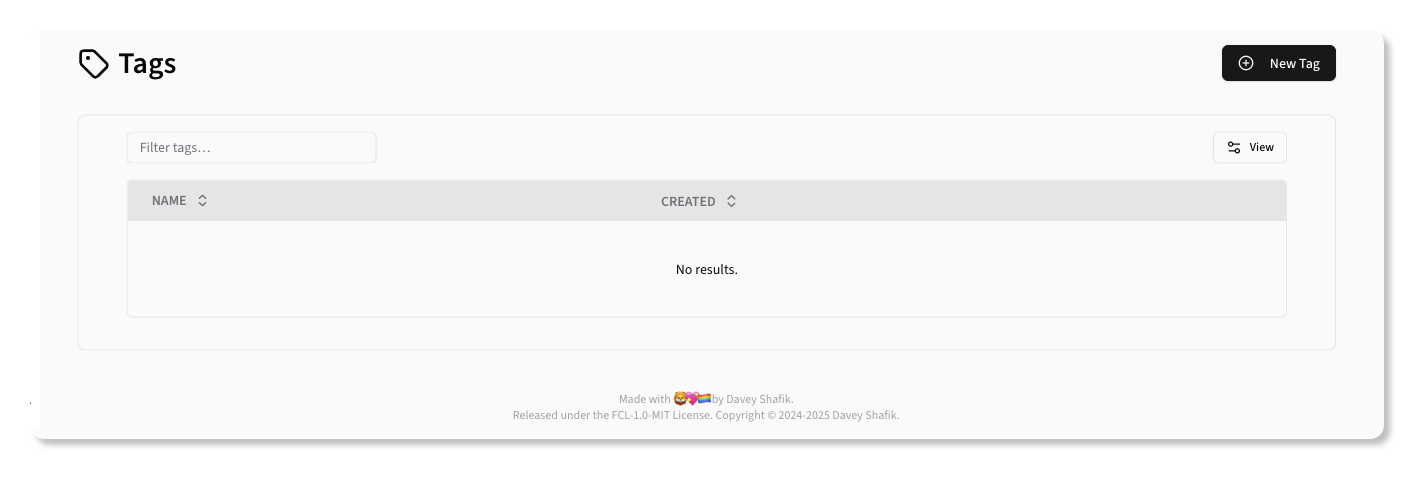 Tags
New Tag
Filter tags...
View
NAME CREATED
No results.
Made with 🦁💖🏳️‍🌈 by Davey Shafik.
Released under the FCL-1.0-MIT License. Copyright © 2024-2025 Davey Shafik.